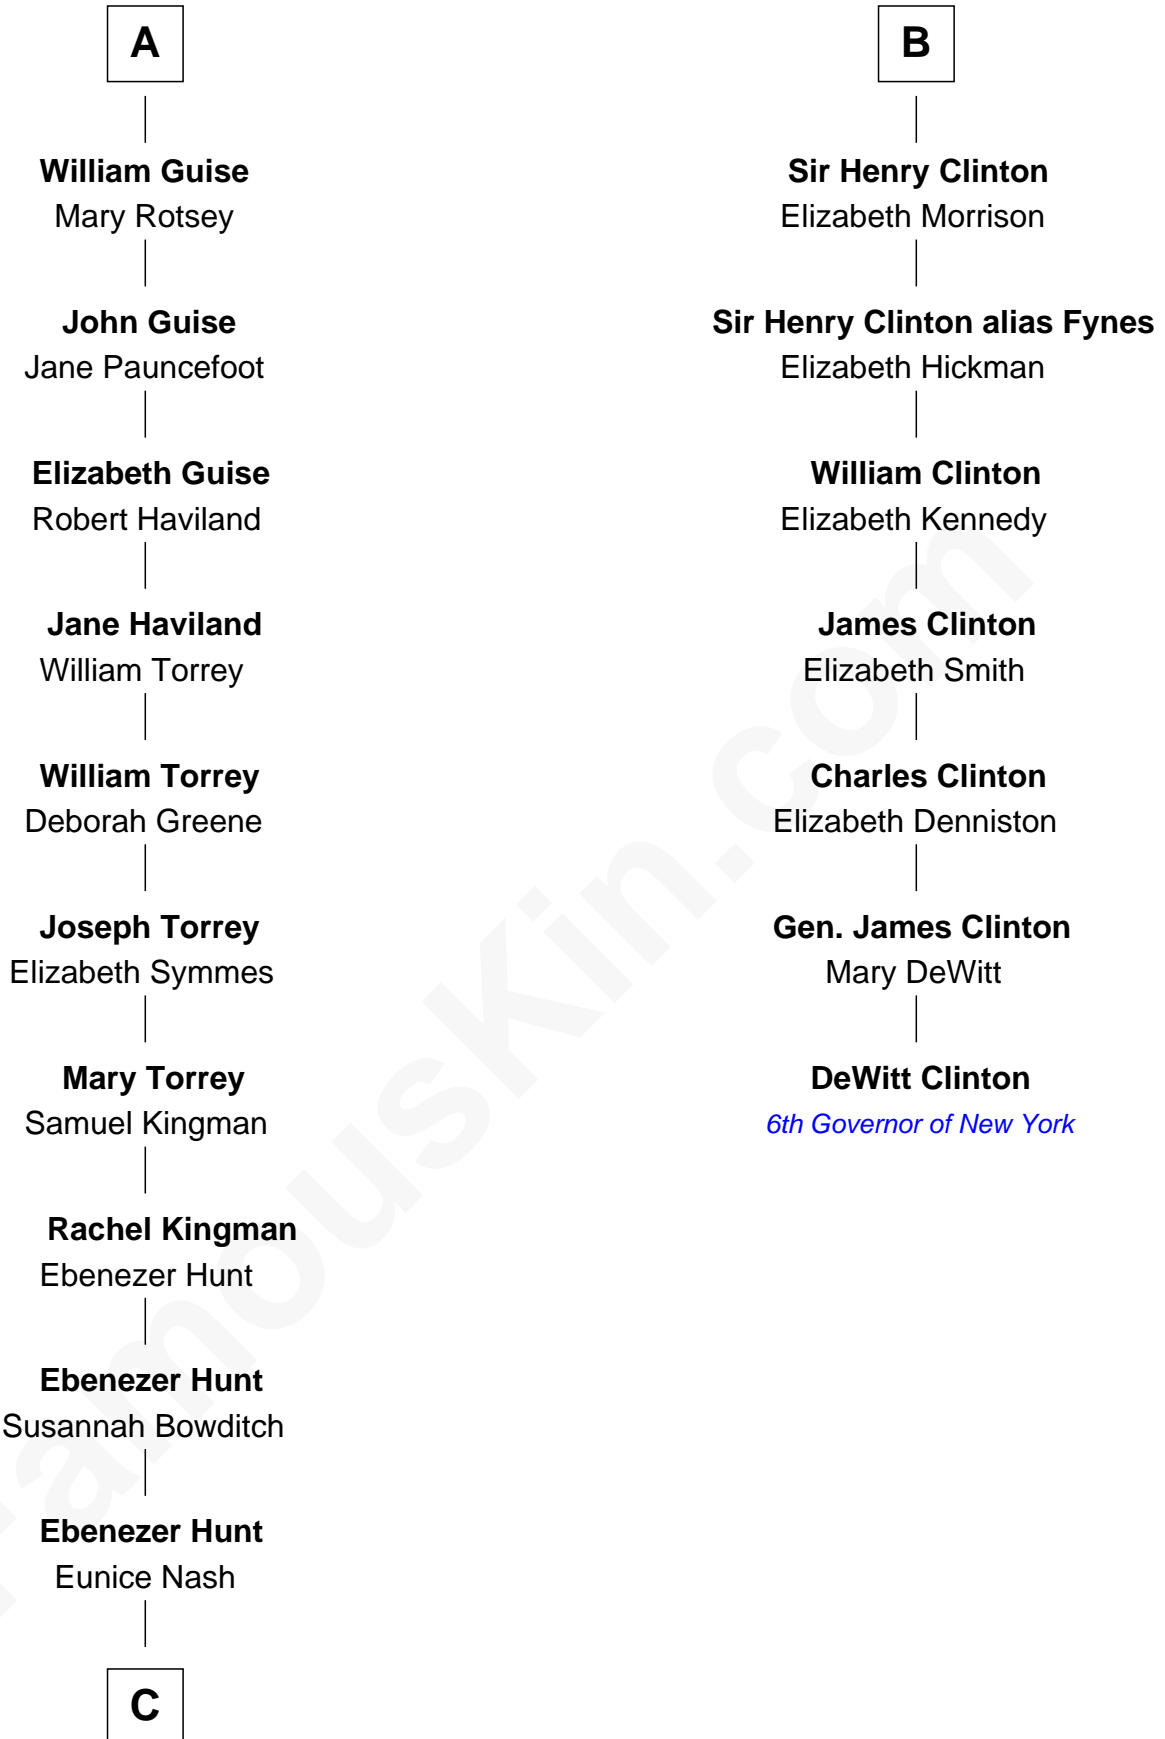 A
William Guise
Mary Rotsey
John Guise
Jane Pauncefoot
Elizabeth Guise
Robert Haviland
Jane Haviland
William Torrey
William Torrey
Deborah Greene
Joseph Torrey
Elizabeth Symmes
Mary Torrey
Samuel Kingman
Rachel Kingman
Ebenezer Hunt
Ebenezer Hunt
Susannah Bowditch
Ebenezer Hunt
Eunice Nash
C
B
Sir Henry Clinton
Elizabeth Morrison
Sir Henry Clinton alias Fynes
Elizabeth Hickman
William Clinton
Elizabeth Kennedy
James Clinton
Elizabeth Smith
Charles Clinton
Elizabeth Denniston
Gen. James Clinton
Mary DeWitt
DeWitt Clinton
6th Governor of New York
FamousKin.com